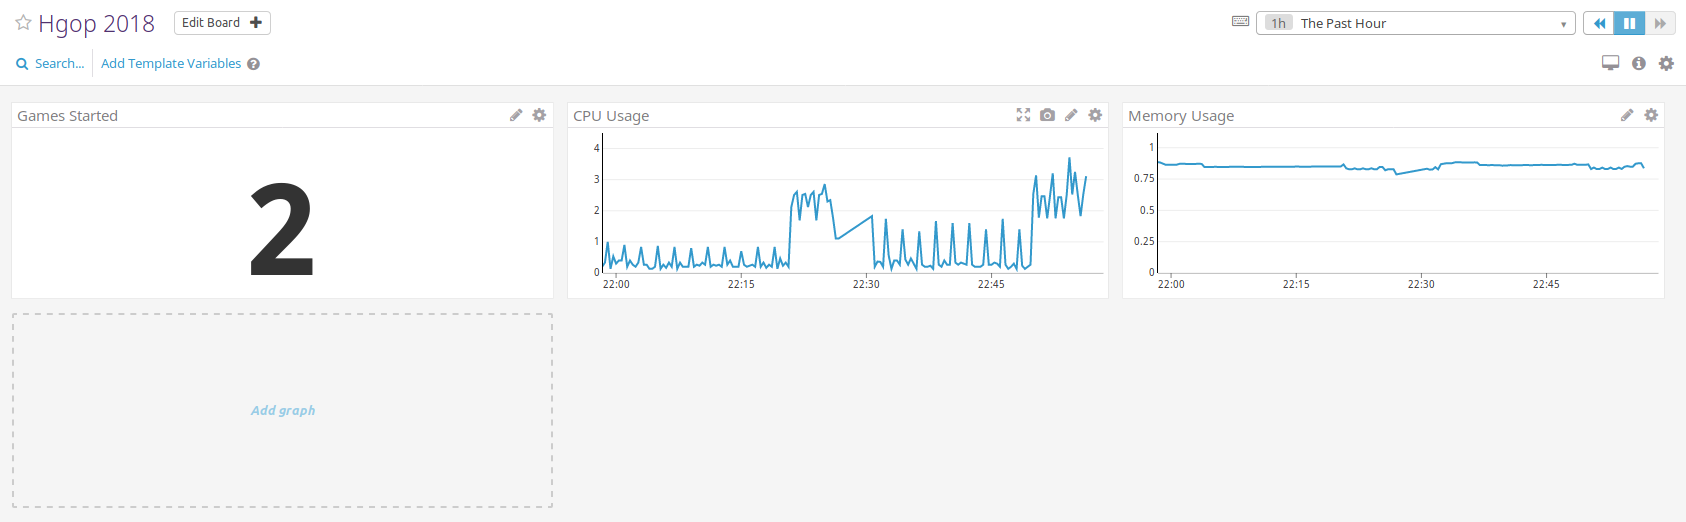 Hgop 2018
Edit Board
1h The Past Hour
Search...
Add Template Variables
Games Started
2
CPU Usage
4
3
2
1
0
22:00 22:15 22:30 22:45
Memory Usage
1
0.75
0.5
0.25
0
22:00 22:15 22:30 22:45
Add graph